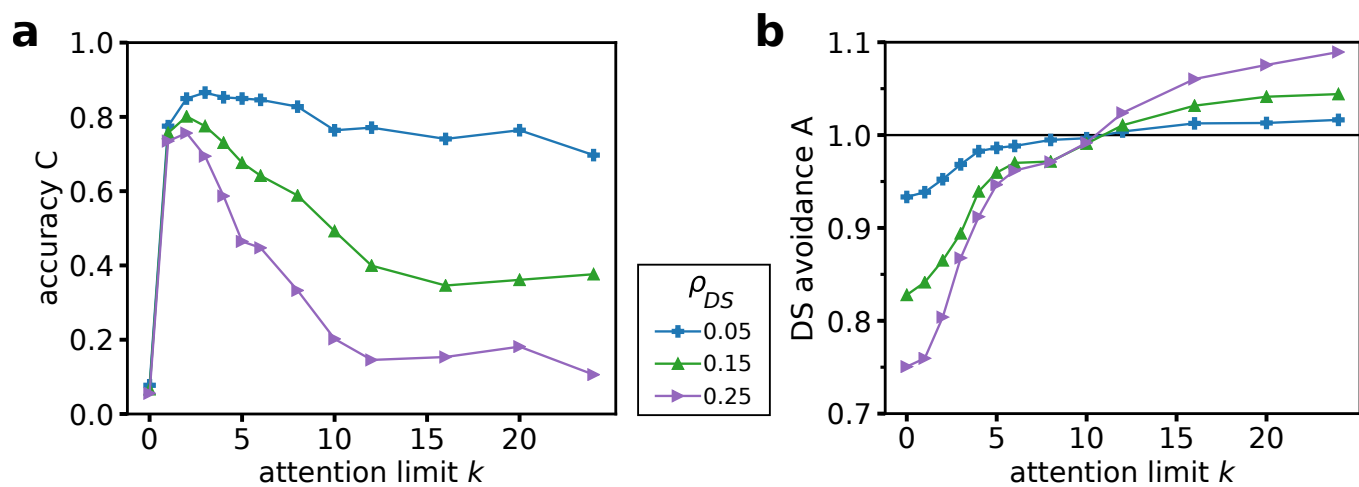 a
1.0
0.8
0.6
0.4
0.2
0.0
accuracy C
0 5 10 15 20
attention limit k
ρDS
0.05
0.15
0.25
b
1.1
1.0
0.9
0.8
0.7
DS avoidance A
0 5 10 15 20
attention limit k